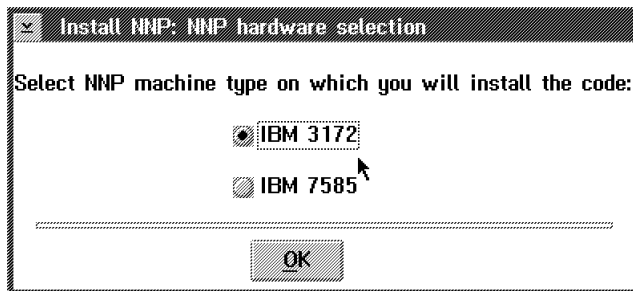 Install NNP: NNP hardware selection
Select NNP machine type on which you will install the code:
IBM 3172
IBM 7585
OK